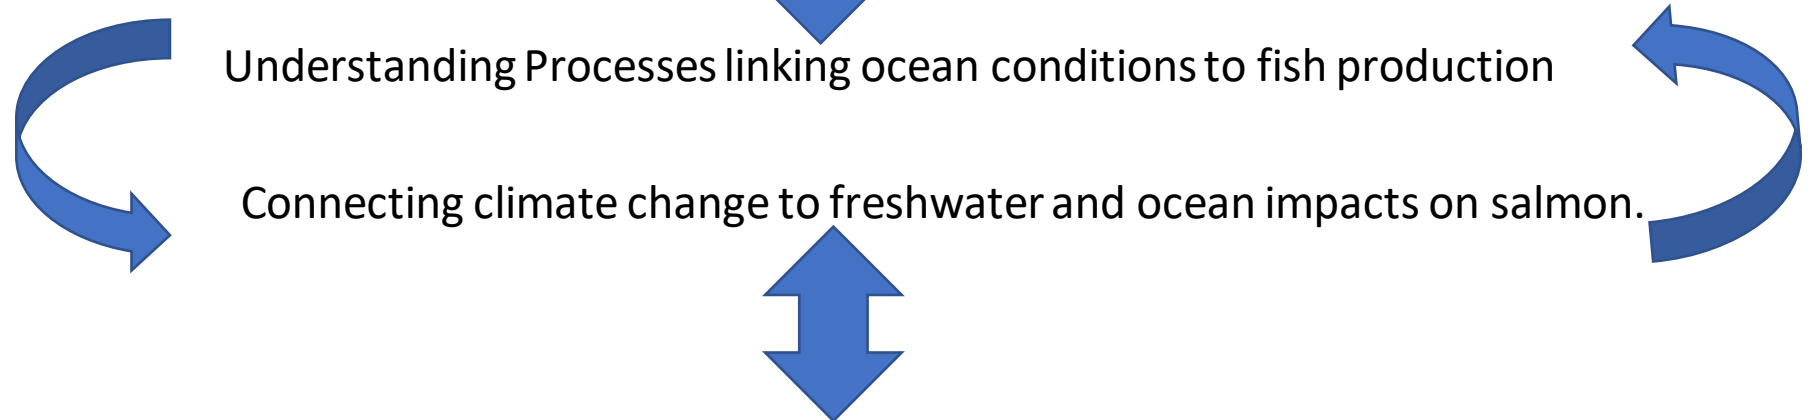 Understanding Processes linking ocean conditions to fish production
Connecting climate change to freshwater and ocean impacts on salmon.